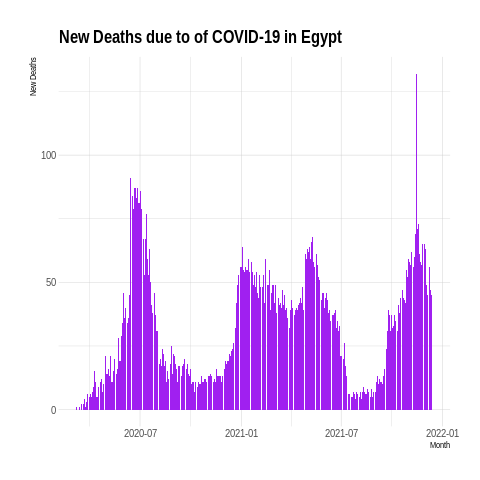 New Deaths due to of COVID-19 in Egypt
New Deaths
100
50
0
2020-07 2021-01 2021-07 2022-01
Month